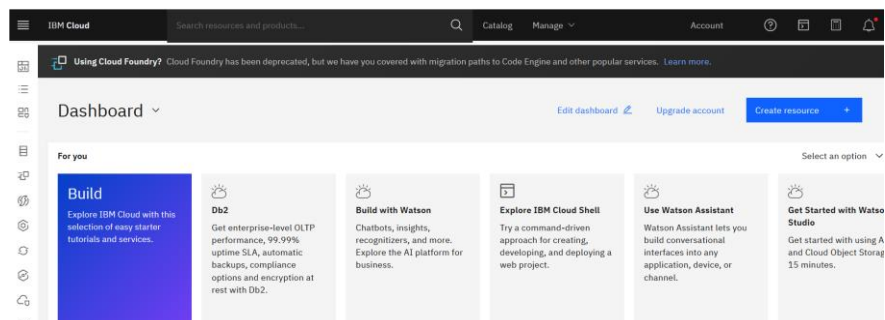 IBM Cloud
Search resources and products...
Catalog
Manage
Account
Using Cloud Foundry? Cloud Foundry has been deprecated, but we have you covered with migration paths to Code Engine and other popular services. Learn more.
Dashboard
Edit dashboard
Upgrade account
Create resource +
For you
Select an option
Build
Explore IBM Cloud with this
selection of easy starter
tutorials and services.
Db2
Get enterprise-level OLTP
performance, 99.99%
uptime SLA, automatic
backups, compliance
options and encryption at
rest with Db2.
Build with Watson
Chatbots, insights,
recognitizers, and more.
Explore the AI platform for
business.
Explore IBM Cloud Shell
Try a command-driven
approach for creating,
developing, and deploying a
web project.
Use Watson Assistant
Watson Assistant lets you
build conversational
interfaces into any
application, device, or
channel.
Get Started with Watso
Studio
Get started with using A
and Cloud Object Storag
15 minutes.